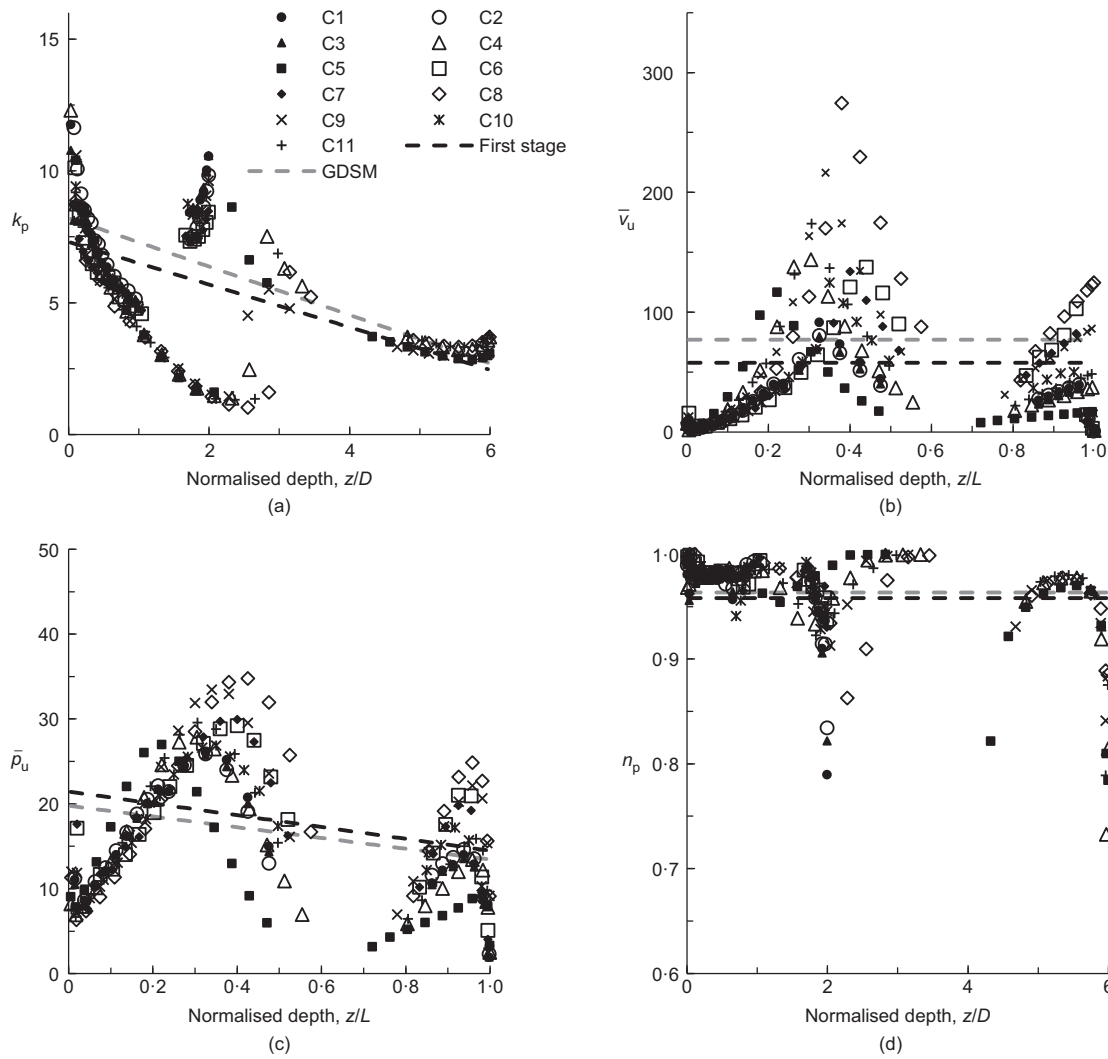 C1 C2
C3 C4
C5 C6
C7 C8
C9 C10
C11 First stage
GDSM
15
10
5
0
kp
0 2 4 6
Normalised depth, z/D
(a)
350
300
200
100
0
v̄u
0 0·2 0·4 0·6 0·8 1·0
Normalised depth, z/L
(b)
50
40
30
20
10
0
p̄u
0 0·2 0·4 0·6 0·8 1·0
Normalised depth, z/L
(c)
1·0
0·9
0·8
0·7
0·6
np
0 2 4 6
Normalised depth, z/D
(d)